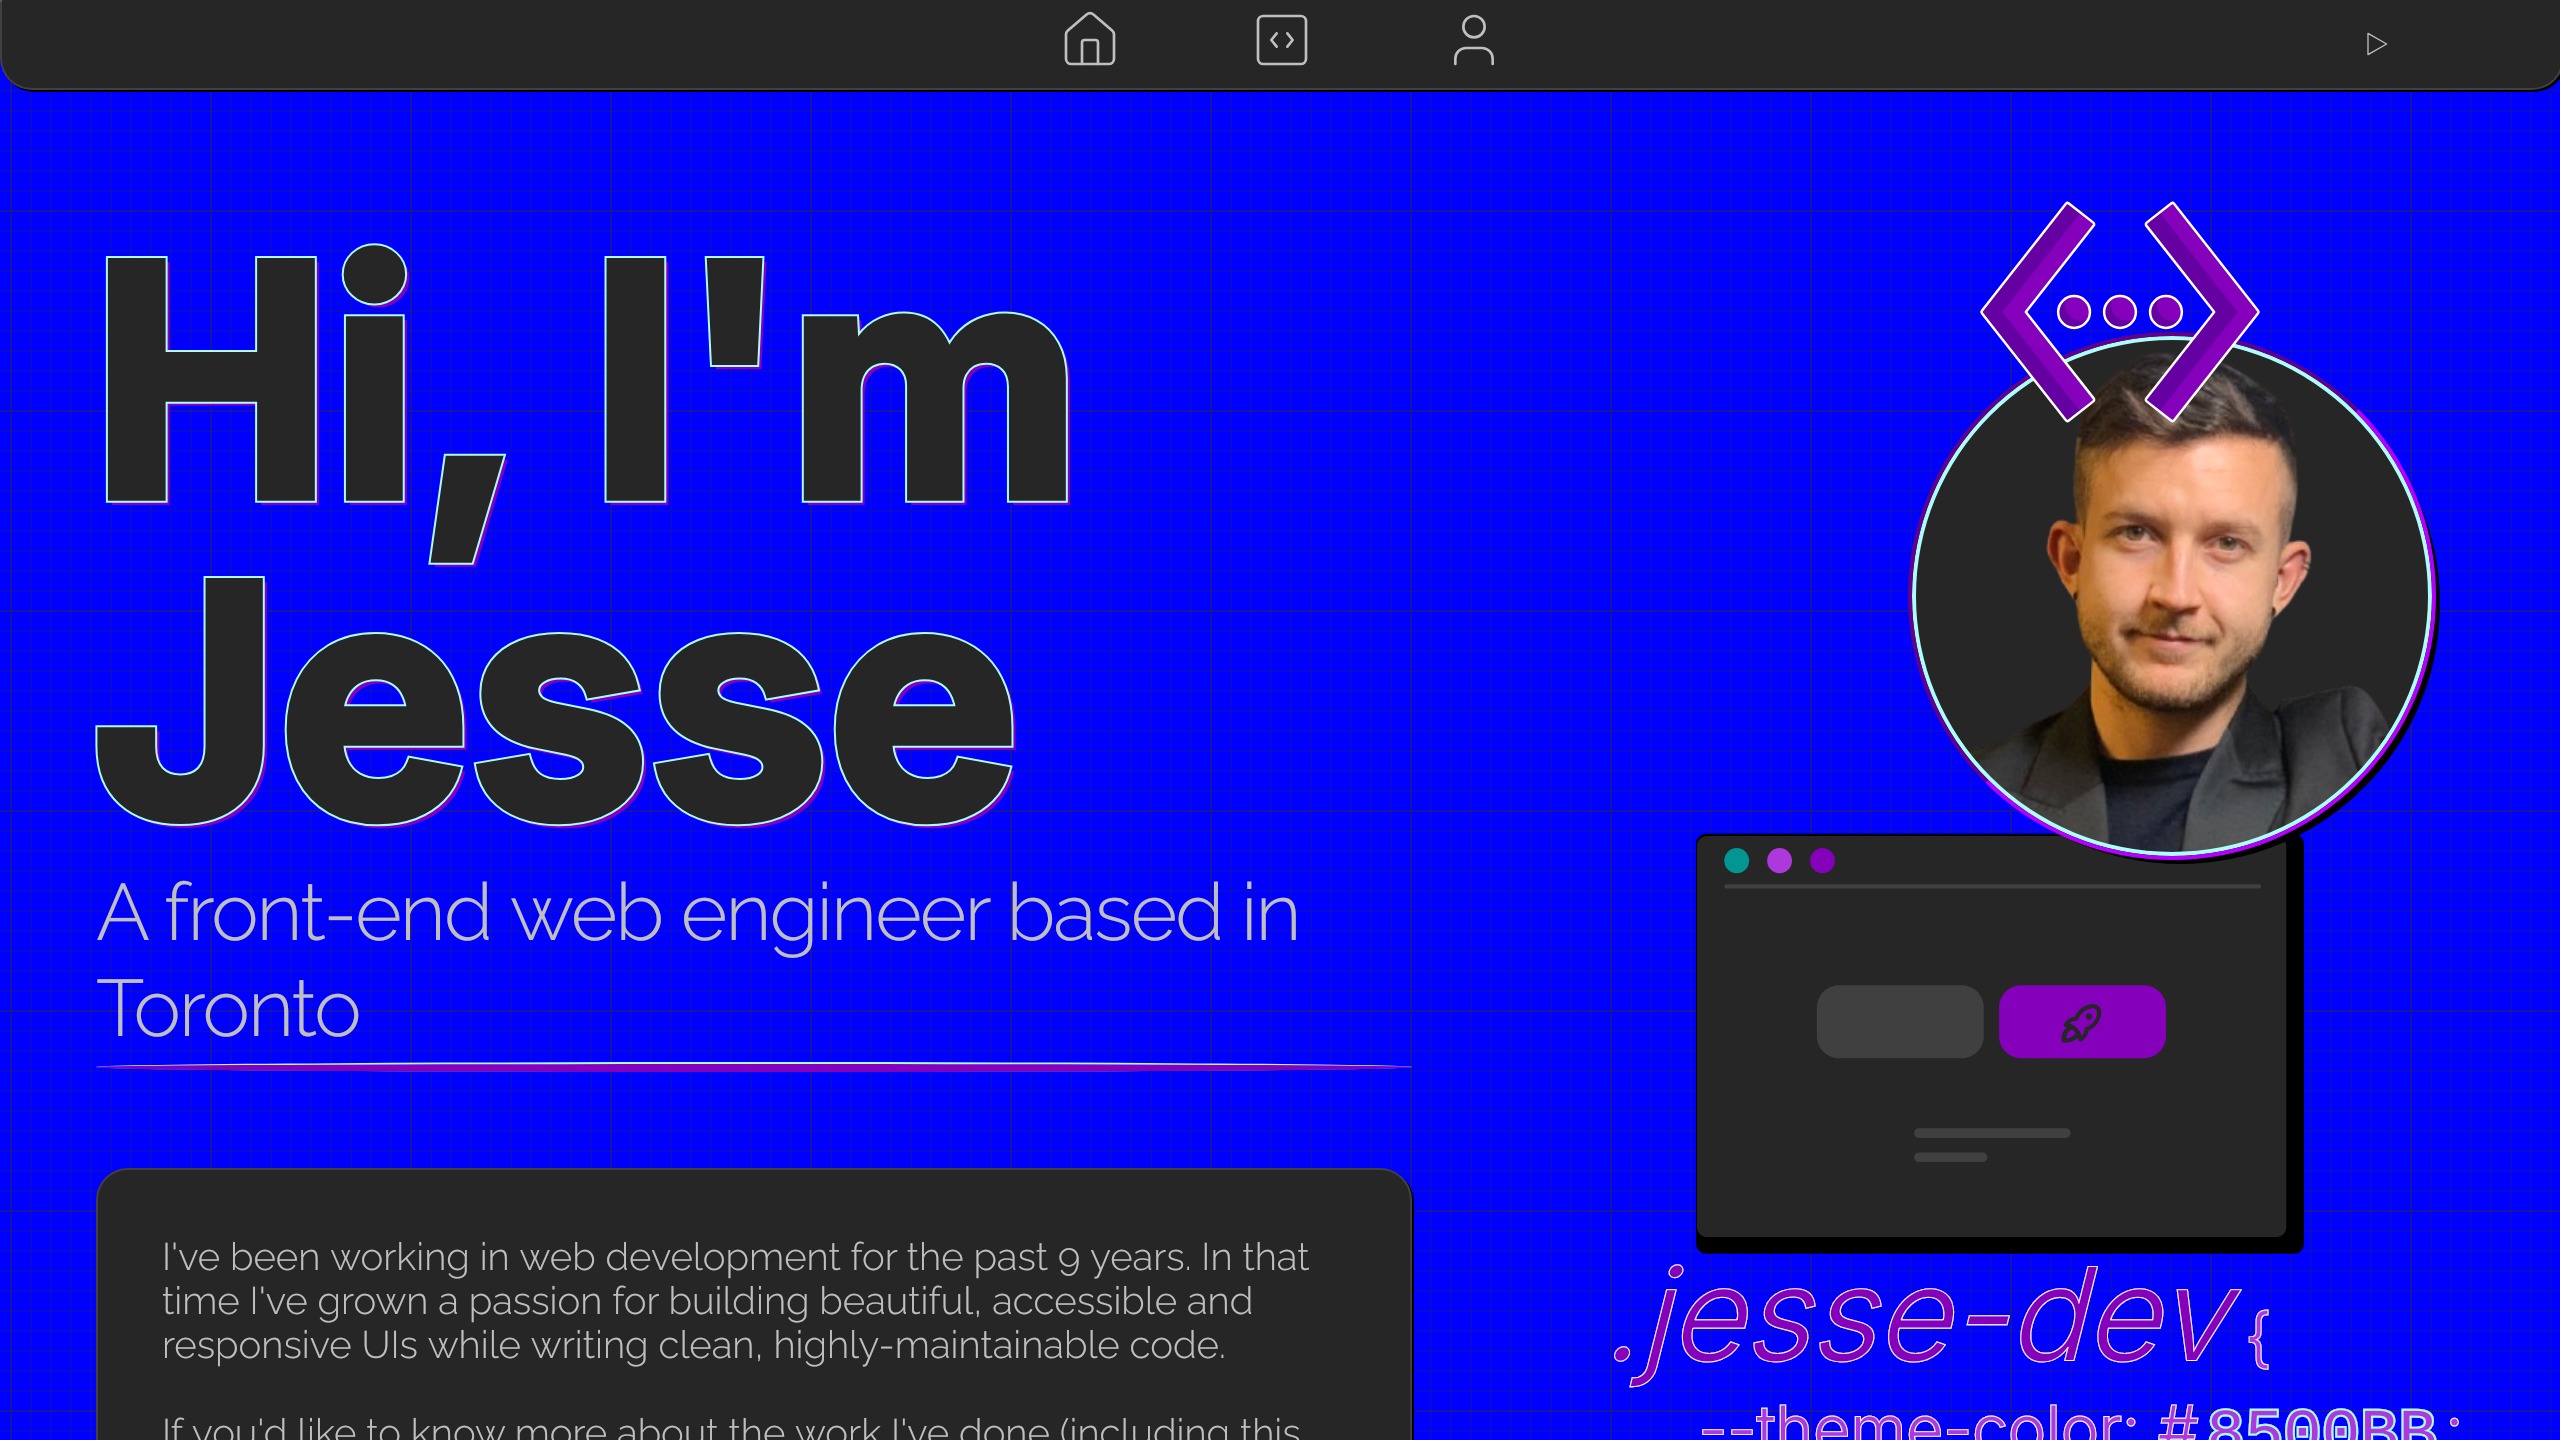 Hi, I'm
Jesse
A front-end web engineer based in
Toronto
I've been working in web development for the past 9 years. In that
time I've grown a passion for building beautiful, accessible and
responsive UIs while writing clean, highly-maintainable code.
If you'd like to know more about the work I've done (including this
.jesse-dev {
--theme-color: #8500BB;